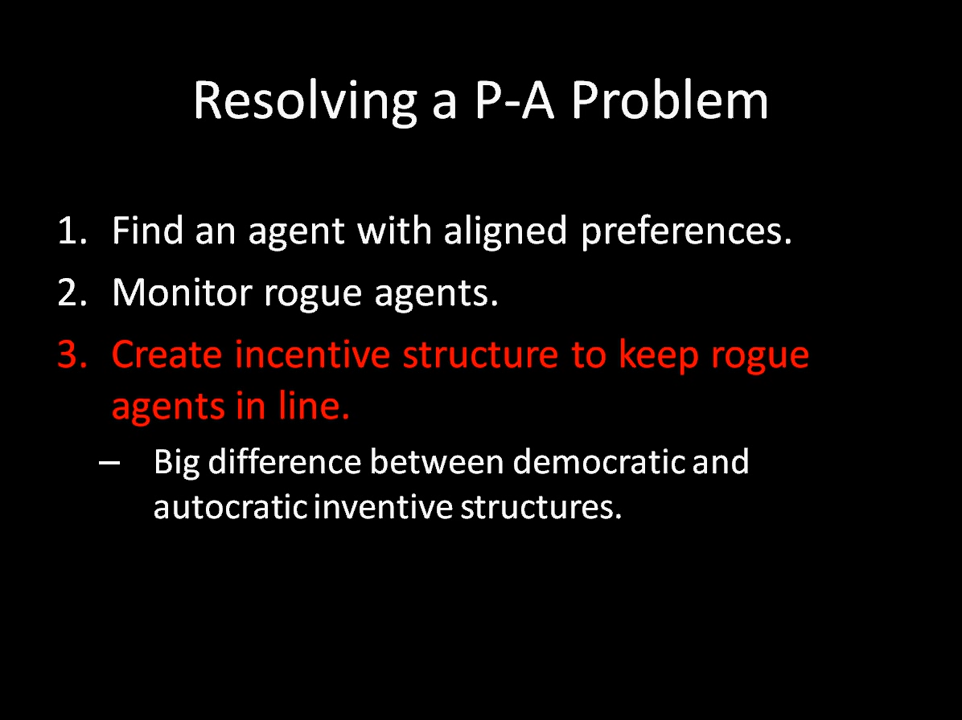 Resolving a P-A Problem
1. Find an agent with aligned preferences.
2. Monitor rogue agents.
3. Create incentive structure to keep rogue
agents in line.
– Big difference between democratic and
autocratic inventive structures.